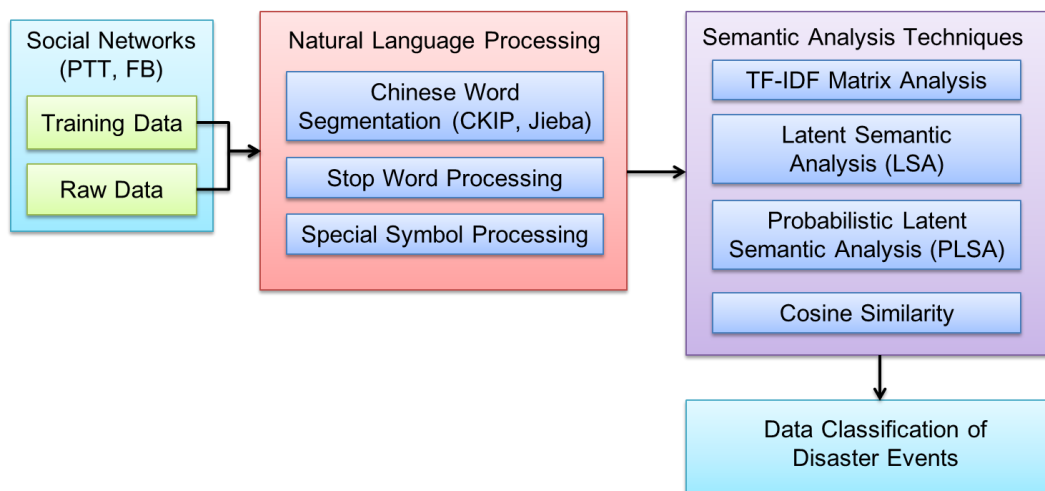 Social Networks
(PTT, FB)
Training Data
Raw Data
Natural Language Processing
Chinese Word
Segmentation (CKIP, Jieba)
Stop Word Processing
Special Symbol Processing
Semantic Analysis Techniques
TF-IDF Matrix Analysis
Latent Semantic
Analysis (LSA)
Probabilistic Latent
Semantic Analysis (PLSA)
Cosine Similarity
Data Classification of
Disaster Events